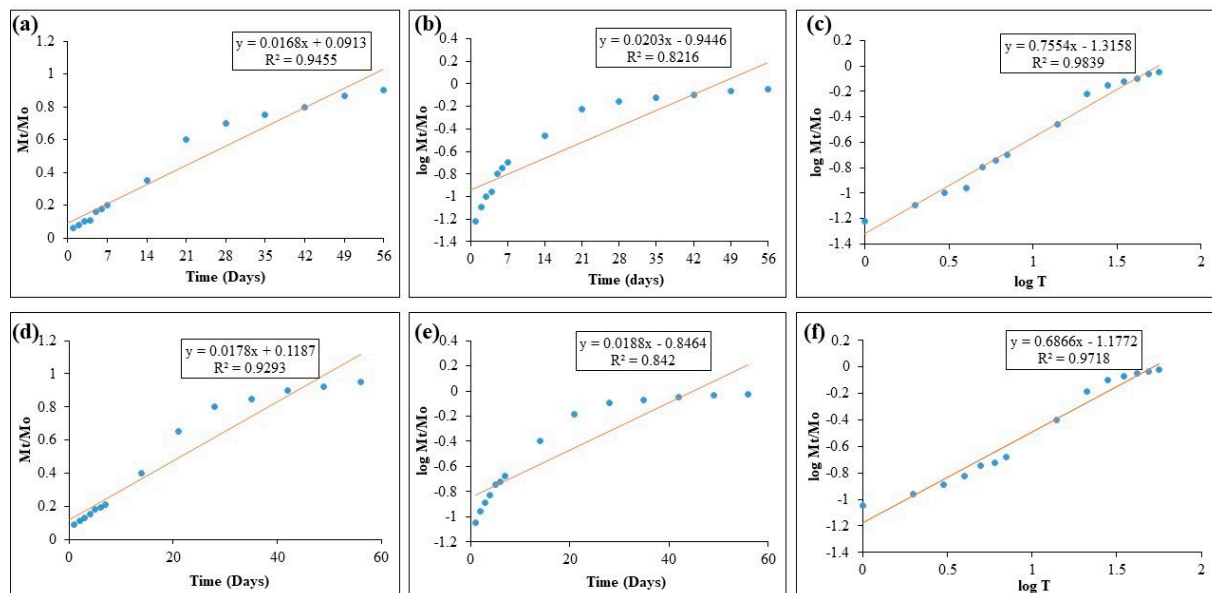 (a)
y = 0.0168x + 0.0913
R² = 0.9455
1.2
1
0.8
0.6
0.4
0.2
0
Mt/Mo
0 7 14 21 28 35 42 49 56
Time (Days)
(b)
y = 0.0203x - 0.9446
R² = 0.8216
0.4
0.2
0
-0.2
-0.4
-0.6
-0.8
-1
-1.2
-1.4
log Mt/Mo
0 7 14 21 28 35 42 49 56
Time (days)
(c)
y = 0.7554x - 1.3158
R² = 0.9839
0.2
0
-0.2
-0.4
-0.6
-0.8
-1
-1.2
-1.4
log Mt/Mo
0 0.5 1 1.5 2
log T
(d)
y = 0.0178x + 0.1187
R² = 0.9293
1.2
1
0.8
0.6
0.4
0.2
0
Mt/Mo
0 20 40 60
Time (Days)
(e)
y = 0.0188x - 0.8464
R² = 0.842
0.4
0.2
0
-0.2
-0.4
-0.6
-0.8
-1
-1.2
log Mt/Mo
0 20 40 60
Time (Days)
(f)
y = 0.6866x - 1.1772
R² = 0.9718
0.2
0
-0.2
-0.4
-0.6
-0.8
-1
-1.2
-1.4
log Mt/Mo
0 0.5 1 1.5 2
log T